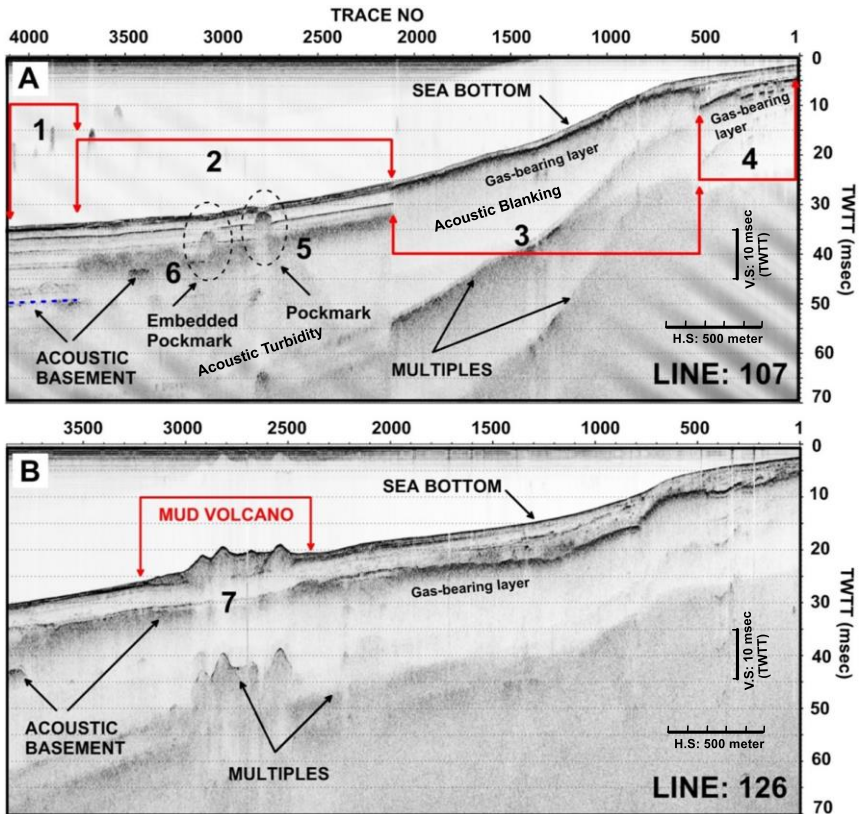 TRACE NO
4000 3500 3000 2500 2000 1500 1000 500 1
A
0
10
20
30
40
50
60
70
TWTT (msec)
SEA BOTTOM
1
2
Gas-bearing
layer
4
Gas-bearing layer
Acoustic Blanking
3
5
6
V.S: 10 msec
(TWTT)
Embedded
Pockmark
Pockmark
ACOUSTIC
BASEMENT
Acoustic Turbidity
MULTIPLES
H.S: 500 meter
LINE: 107
3500 3000 2500 2000 1500 1000 500 1
B
0
10
20
30
40
50
60
70
TWTT (msec)
SEA BOTTOM
MUD VOLCANO
7
Gas-bearing layer
V.S: 10 msec
(TWTT)
ACOUSTIC
BASEMENT
MULTIPLES
H.S: 500 meter
LINE: 126